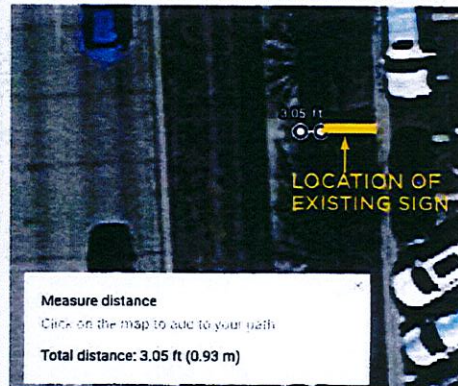 3.05 ft
LOCATION OF
EXISTING SIGN
Measure distance
Click on the map to add to your path
Total distance: 3.05 ft (0.93 m)